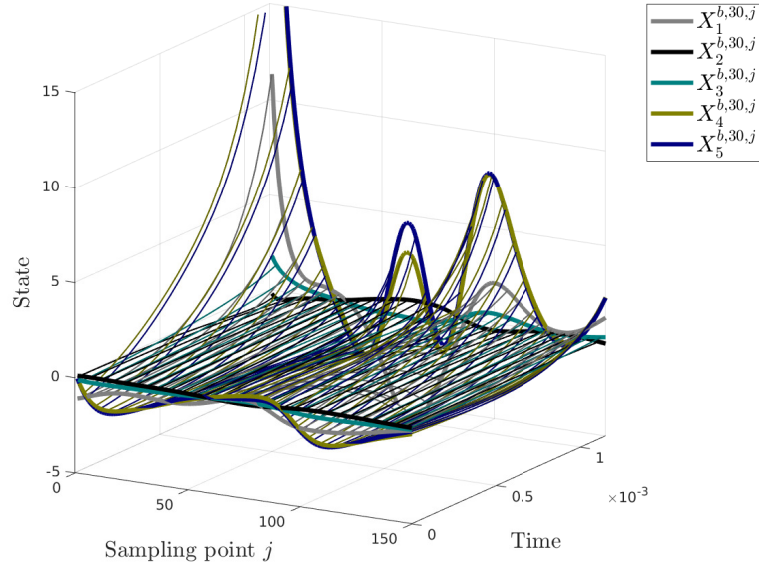 X_1^{b,30,j}
X_2^{b,30,j}
X_3^{b,30,j}
X_4^{b,30,j}
X_5^{b,30,j}
15
10
5
0
-5
State
0
50
100
150
Sampling point j
0
0.5
1
×10^{-3}
Time